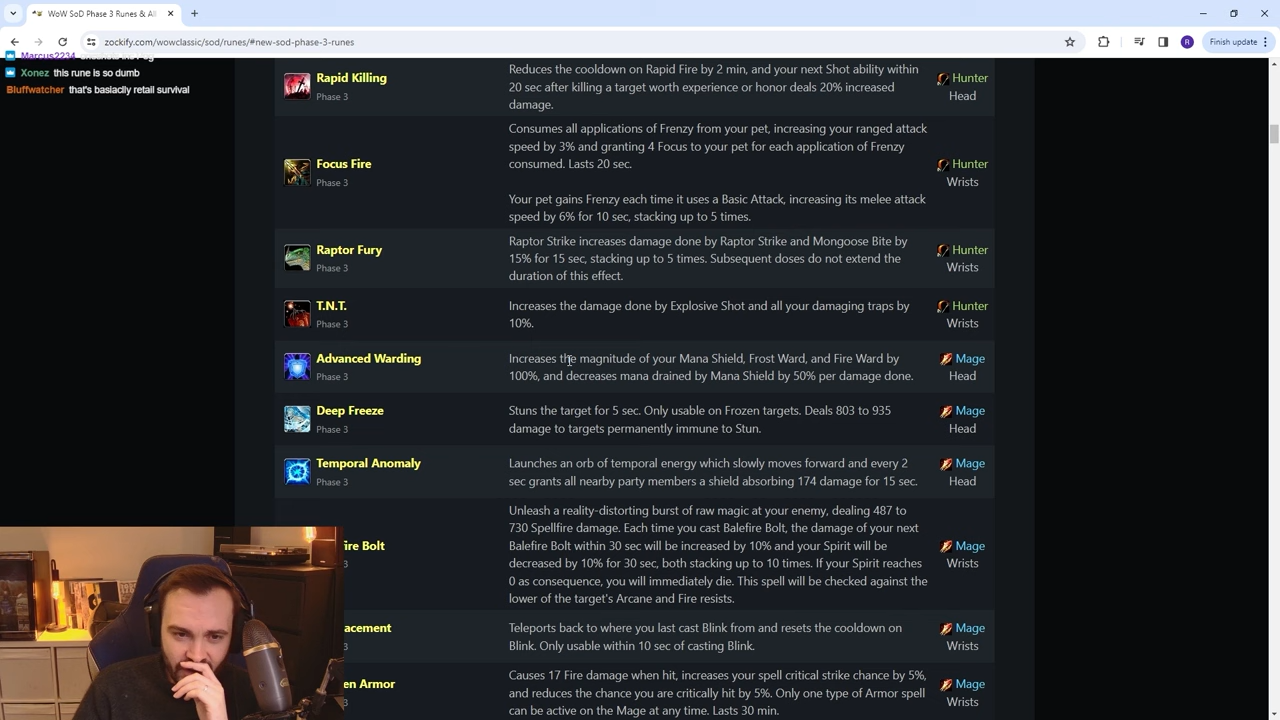 WoW SoD Phase 3 Runes & Al
Finish update
zockify.com/wowclassic/sod/runes/#new-sod-phase-3-runes
R
Marcus2234
Xonez this rune is so dumb
Bluffwatcher that's basiaclly retail survival
Rapid Killing
Phase 3
Reduces the cooldown on Rapid Fire by 2 min, and your next Shot ability within
20 sec after killing a target worth experience or honor deals 20% increased
damage.
Hunter
Head
Focus Fire
Phase 3
Consumes all applications of Frenzy from your pet, increasing your ranged attack
speed by 3% and granting 4 Focus to your pet for each application of Frenzy
consumed. Lasts 20 sec.
Your pet gains Frenzy each time it uses a Basic Attack, increasing its melee attack
speed by 6% for 10 sec, stacking up to 5 times.
Hunter
Wrists
Raptor Fury
Phase 3
Raptor Strike increases damage done by Raptor Strike and Mongoose Bite by
15% for 15 sec, stacking up to 5 times. Subsequent doses do not extend the
duration of this effect.
Hunter
Wrists
T.N.T.
Phase 3
Increases the damage done by Explosive Shot and all your damaging traps by
10%.
Hunter
Wrists
Advanced Warding
Phase 3
Increases the magnitude of your Mana Shield, Frost Ward, and Fire Ward by
100%, and decreases mana drained by Mana Shield by 50% per damage done.
Mage
Head
Deep Freeze
Phase 3
Stuns the target for 5 sec. Only usable on Frozen targets. Deals 803 to 935
damage to targets permanently immune to Stun.
Mage
Head
Temporal Anomaly
Phase 3
Launches an orb of temporal energy which slowly moves forward and every 2
sec grants all nearby party members a shield absorbing 174 damage for 15 sec.
Mage
Head
fire Bolt
3
Unleash a reality-distorting burst of raw magic at your enemy, dealing 487 to
730 Spellfire damage. Each time you cast Balefire Bolt, the damage of your next
Balefire Bolt within 30 sec will be increased by 10% and your Spirit will be
decreased by 10% for 30 sec, both stacking up to 10 times. If your Spirit reaches
0 as consequence, you will immediately die. This spell will be checked against the
lower of the target's Arcane and Fire resists.
Mage
Wrists
acement
3
Teleports back to where you last cast Blink from and resets the cooldown on
Blink. Only usable within 10 sec of casting Blink.
Mage
Wrists
en Armor
3
Causes 17 Fire damage when hit, increases your spell critical strike chance by 5%,
and reduces the chance you are critically hit by 5%. Only one type of Armor spell
can be active on the Mage at any time. Lasts 30 min.
Mage
Wrists